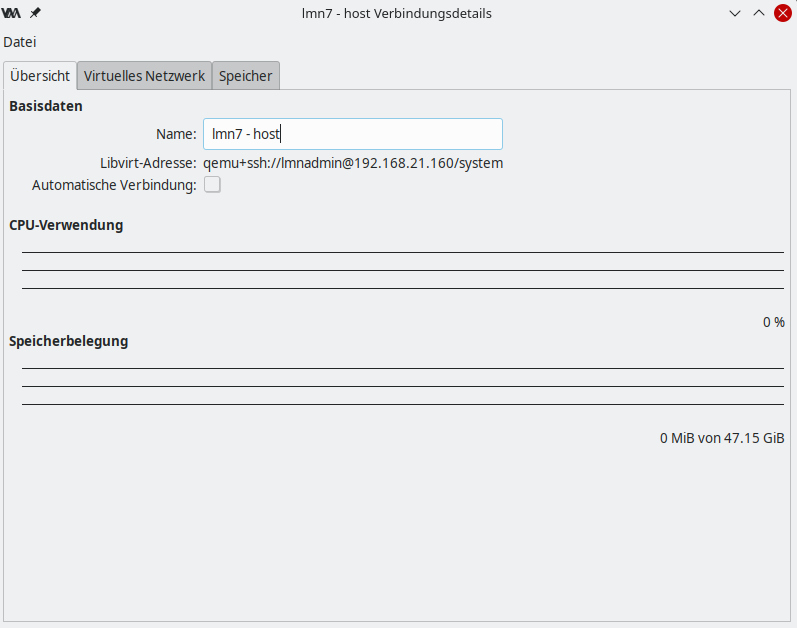 lmn7 - host Verbindungsdetails
Datei
Übersicht Virtuelles Netzwerk Speicher
Basisdaten
Name: lmn7 - host
Libvirt-Adresse: qemu+ssh://lmnadmin@192.168.21.160/system
Automatische Verbindung:
CPU-Verwendung
0 %
Speicherbelegung
0 MiB von 47.15 GiB